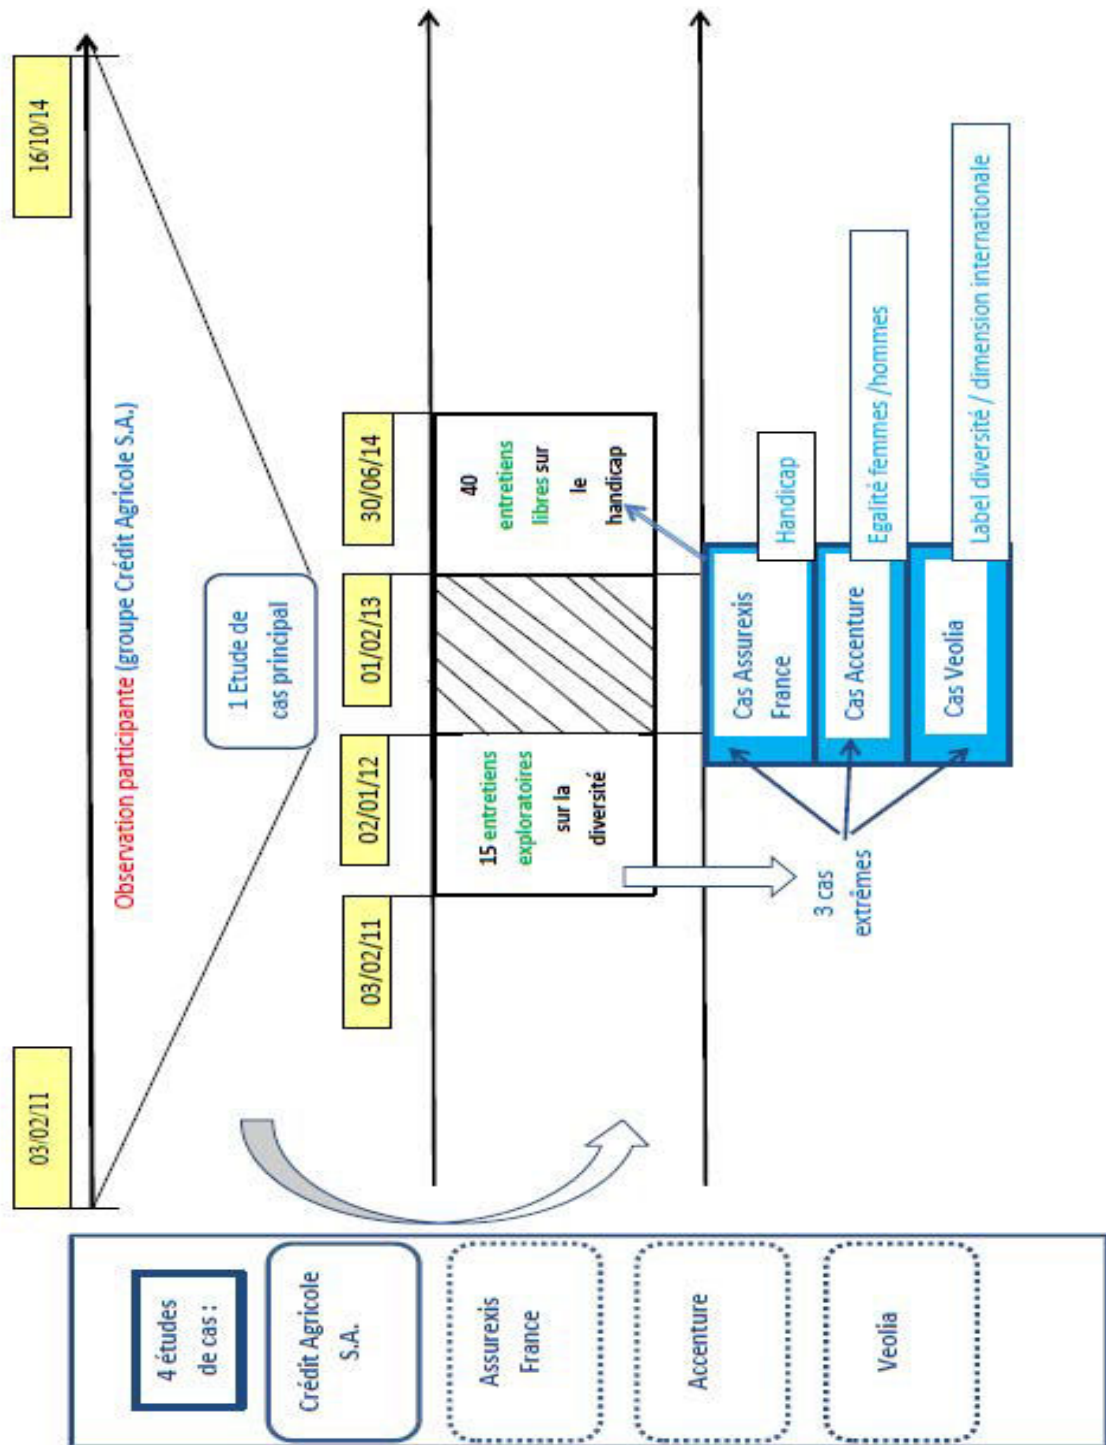 4 études
de cas :
Crédit Agricole
S.A.
Assurexis
France
Accenture
Veolia
03/02/11
16/10/14
Observation participante (groupe Crédit Agricole S.A.)
1 Etude de
cas principal
03/02/11
02/01/12
01/02/13
30/06/14
15 entretiens
exploratoires
sur la
diversité
40
entretiens
libres sur
le
handicap
3 cas
extrêmes
Cas Assurexis
France
Handicap
Cas Accenture
Egalité femmes /hommes
Cas Veolia
Label diversité / dimension internationale